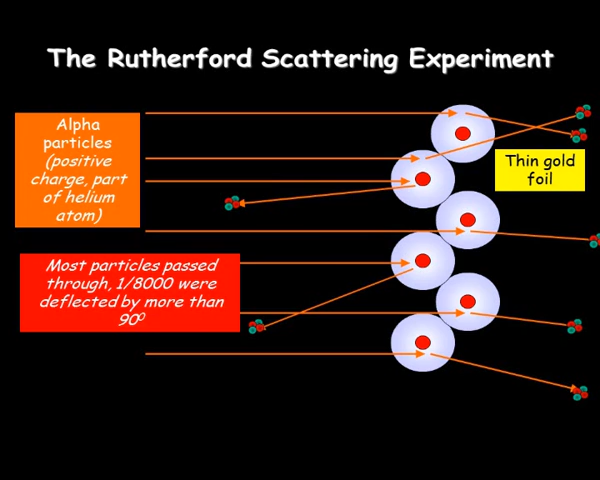 The Rutherford Scattering Experiment
Alpha
particles
(positive
charge, part
of helium
atom)
Thin gold
foil
Most particles passed
through, 1/8000 were
deflected by more than
90⁰